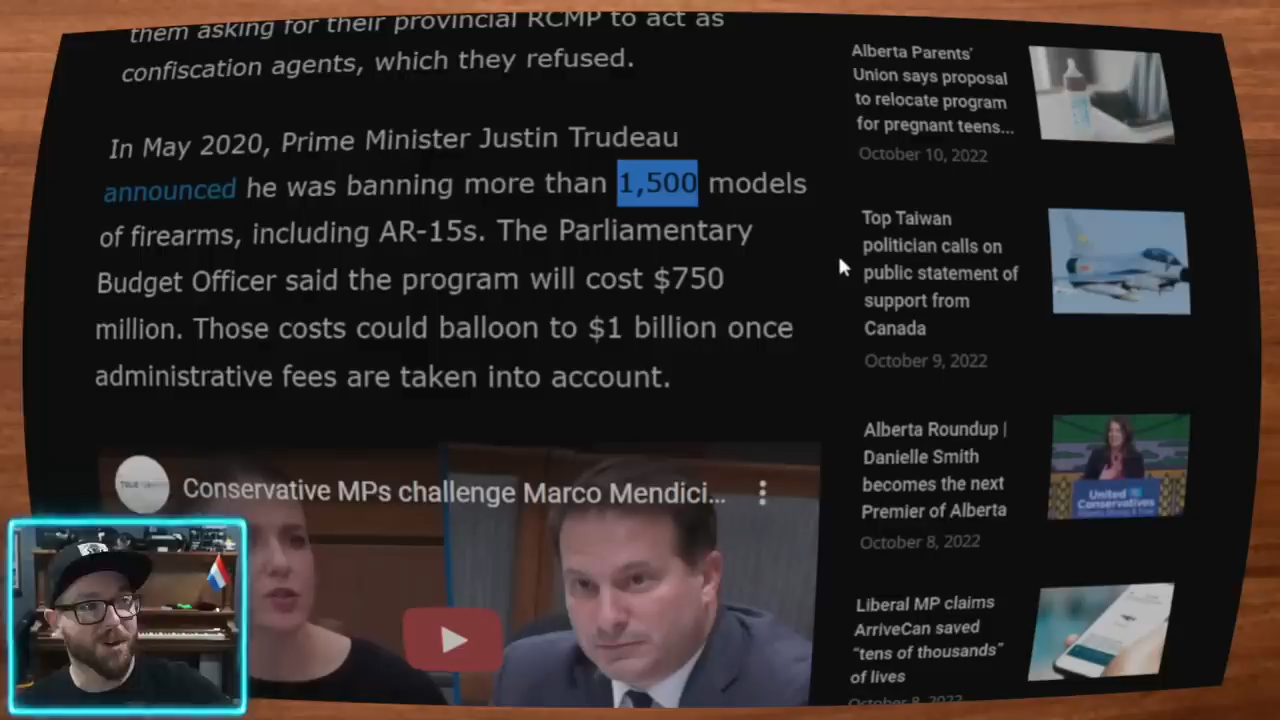 them asking for their provincial RCMP to act as
confiscation agents, which they refused.
In May 2020, Prime Minister Justin Trudeau
announced he was banning more than 1,500 models
of firearms, including AR-15s. The Parliamentary
Budget Officer said the program will cost $750
million. Those costs could balloon to $1 billion once
administrative fees are taken into account.
Conservative MPs challenge Marco Mendici...
Alberta Parents'
Union says proposal
to relocate program
for pregnant teens...
October 10, 2022
Top Taiwan
politician calls on
public statement of
support from
Canada
October 9, 2022
Alberta Roundup |
Danielle Smith
becomes the next
Premier of Alberta
October 8, 2022
United
Conservatives
Liberal MP claims
ArriveCan saved
"tens of thousands"
of lives
October 8, 2022